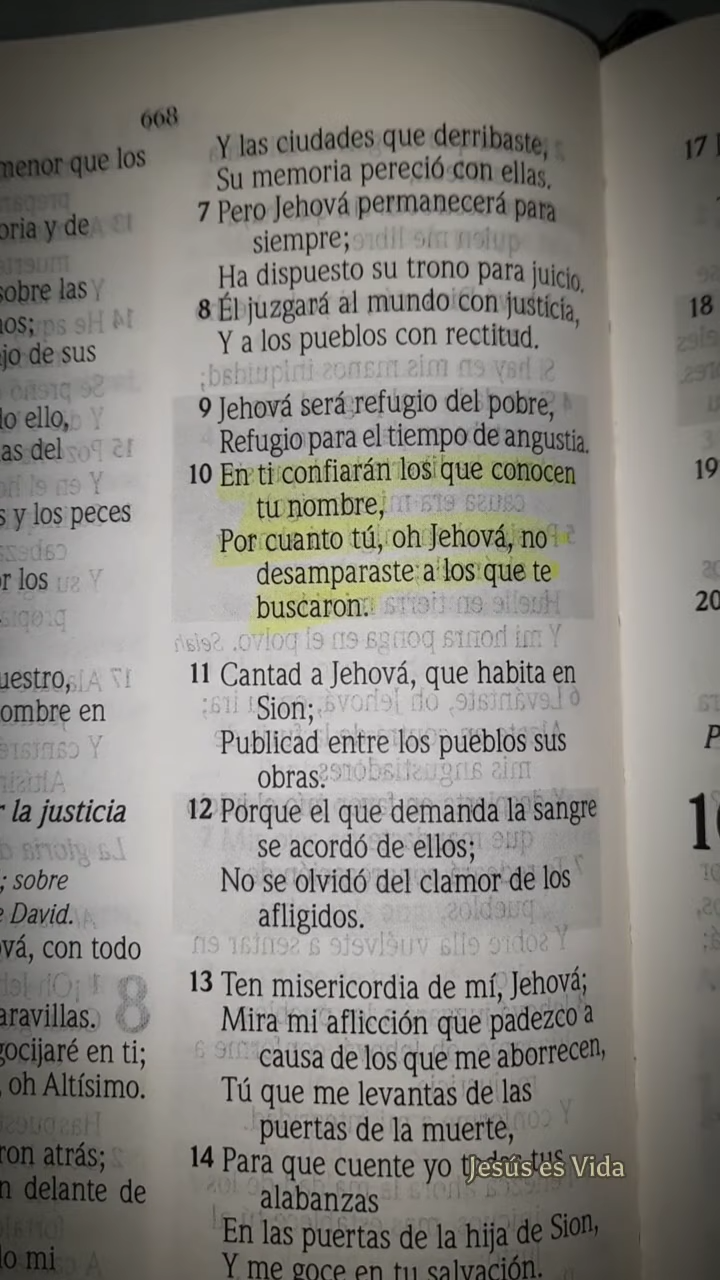 668
menor que los
oria y de
sobre las
nos;
jo de sus
lo ello,
as del
s y los peces
r los
uestro,
ombre en
r la justicia
; sobre
e David.
vá, con todo
aravillas.
gocijaré en ti;
, oh Altísimo.
ron atrás;
n delante de
lo mi
Y las ciudades que derribaste,
Su memoria pereció con ellas.
7 Pero Jehová permanecerá para
siempre;
Ha dispuesto su trono para juicio.
8 Él juzgará al mundo con justicia,
Y a los pueblos con rectitud.
9 Jehová será refugio del pobre,
Refugio para el tiempo de angustia.
10 En ti confiarán los que conocen
tu nombre,
Por cuanto tú, oh Jehová, no
desamparaste a los que te
buscaron.
11 Cantad a Jehová, que habita en
Sion;
Publicad entre los pueblos sus
obras.
12 Porque el que demanda la sangre
se acordó de ellos;
No se olvidó del clamor de los
afligidos.
13 Ten misericordia de mí, Jehová;
Mira mi aflicción que padezco a
causa de los que me aborrecen,
Tú que me levantas de las
puertas de la muerte,
14 Para que cuente yo todas tus
alabanzas
En las puertas de la hija de Sion,
Y me goce en tu salvación.
17
18
19
20
P
10
Jesús es Vida